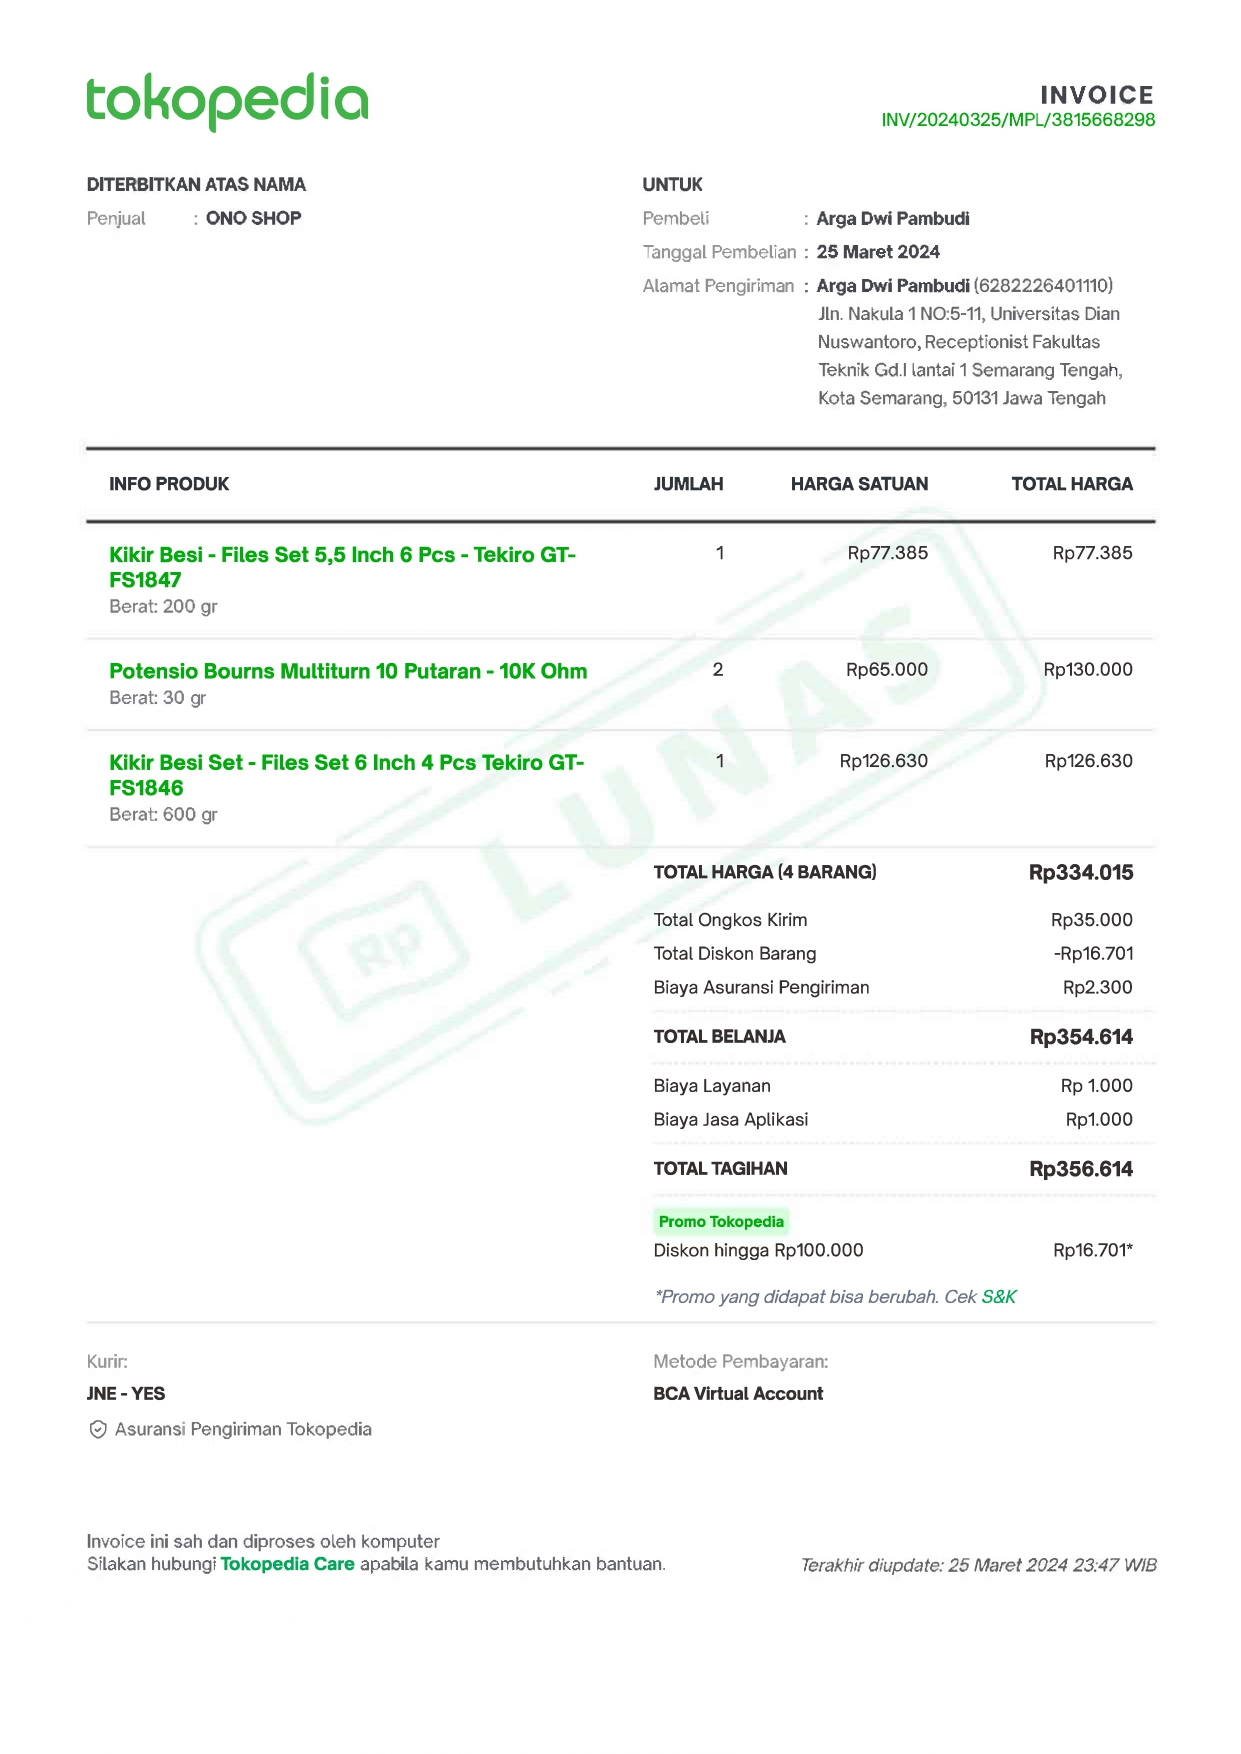 tokopedia
INVOICE
INV/20240325/MPL/3815668298
DITERBITKAN ATAS NAMA
Penjual : ONO SHOP
UNTUK
Pembeli : Arga Dwi Pambudi
Tanggal Pembelian : 25 Maret 2024
Alamat Pengiriman : Arga Dwi Pambudi (6282226401110)
Jln. Nakula 1 NO:5-11, Universitas Dian
Nuswantoro, Receptionist Fakultas
Teknik Gd.I lantai 1 Semarang Tengah,
Kota Semarang, 50131 Jawa Tengah
INFO PRODUK JUMLAH HARGA SATUAN TOTAL HARGA
Kikir Besi - Files Set 5,5 Inch 6 Pcs - Tekiro GT- 1 Rp77.385 Rp77.385
FS1847
Berat: 200 gr
Potensio Bourns Multiturn 10 Putaran - 10K Ohm 2 Rp65.000 Rp130.000
Berat: 30 gr
Kikir Besi Set - Files Set 6 Inch 4 Pcs Tekiro GT- 1 Rp126.630 Rp126.630
FS1846
Berat: 600 gr
Rp LUNAS
TOTAL HARGA (4 BARANG) Rp334.015
Total Ongkos Kirim Rp35.000
Total Diskon Barang -Rp16.701
Biaya Asuransi Pengiriman Rp2.300
TOTAL BELANJA Rp354.614
Biaya Layanan Rp 1.000
Biaya Jasa Aplikasi Rp1.000
TOTAL TAGIHAN Rp356.614
Promo Tokopedia
Diskon hingga Rp100.000 Rp16.701*
*Promo yang didapat bisa berubah. Cek S&K
Kurir:
JNE - YES
Asuransi Pengiriman Tokopedia
Metode Pembayaran:
BCA Virtual Account
Invoice ini sah dan diproses oleh komputer
Silakan hubungi Tokopedia Care apabila kamu membutuhkan bantuan.
Terakhir diupdate: 25 Maret 2024 23:47 WIB